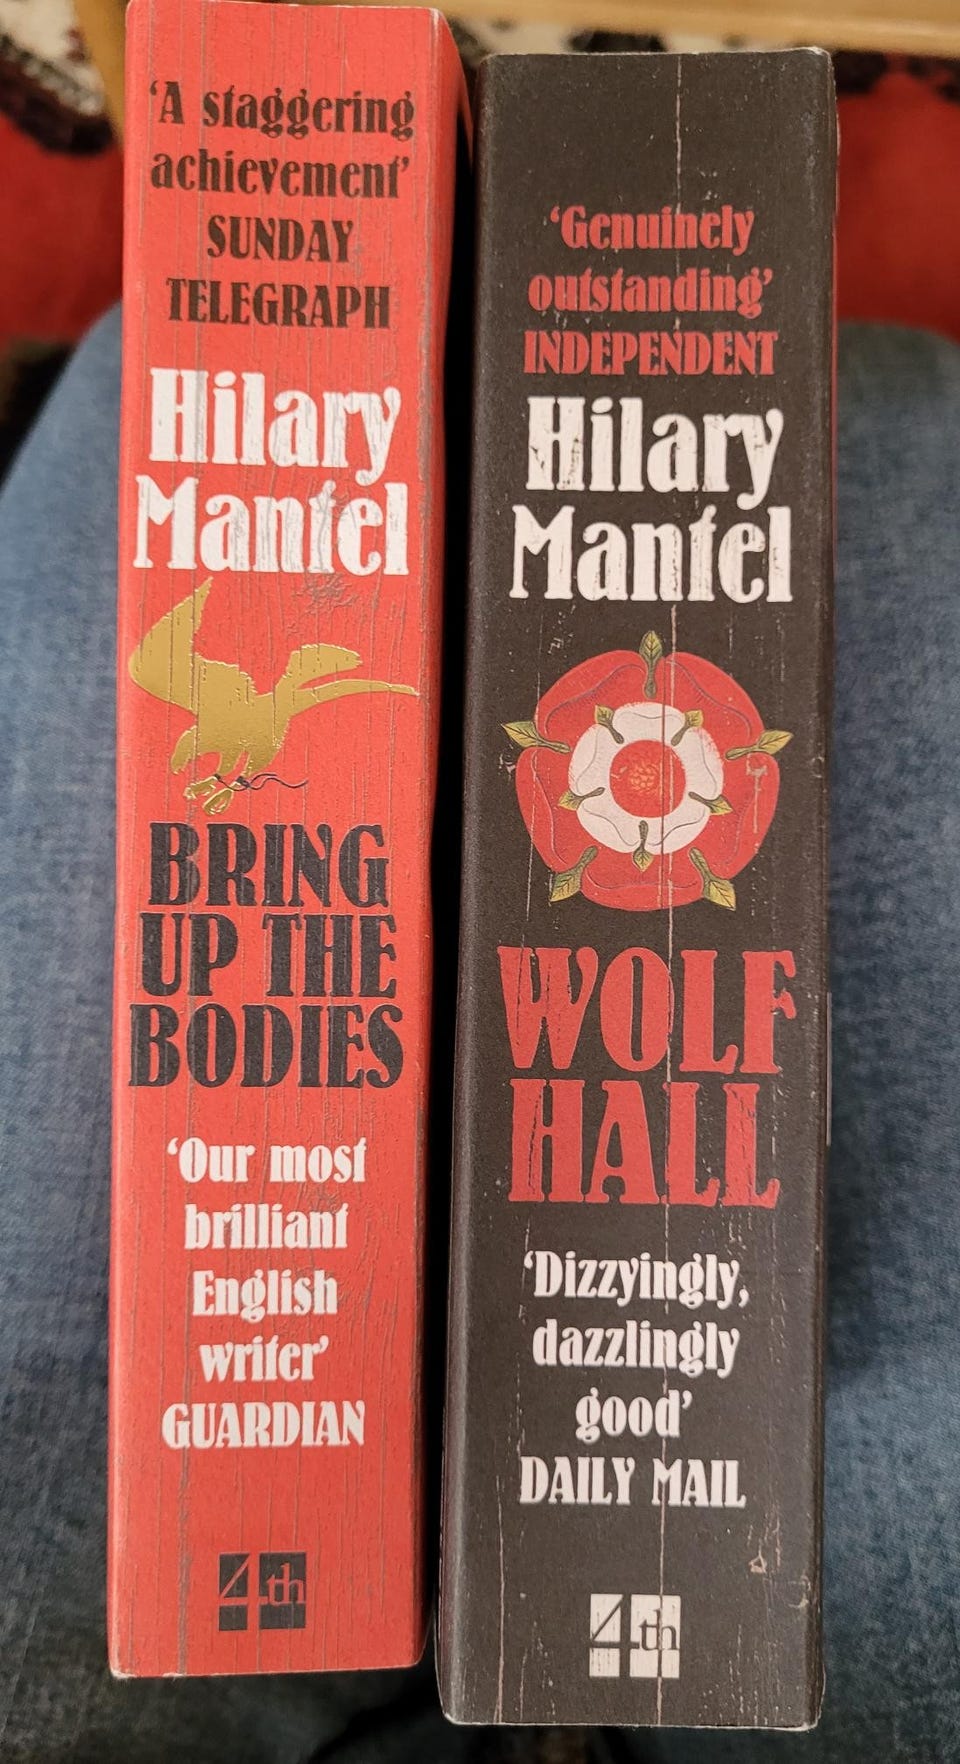 ‘A staggering
achievement’
SUNDAY
TELEGRAPH
Hilary
Mantel
BRING
UP THE
BODIES
‘Our most
brilliant
English
writer’
GUARDIAN
4th
‘Genuinely
outstanding’
INDEPENDENT
Hilary
Mantel
WOLF
HALL
‘Dizzyingly,
dazzlingly
good’
DAILY MAIL
4th